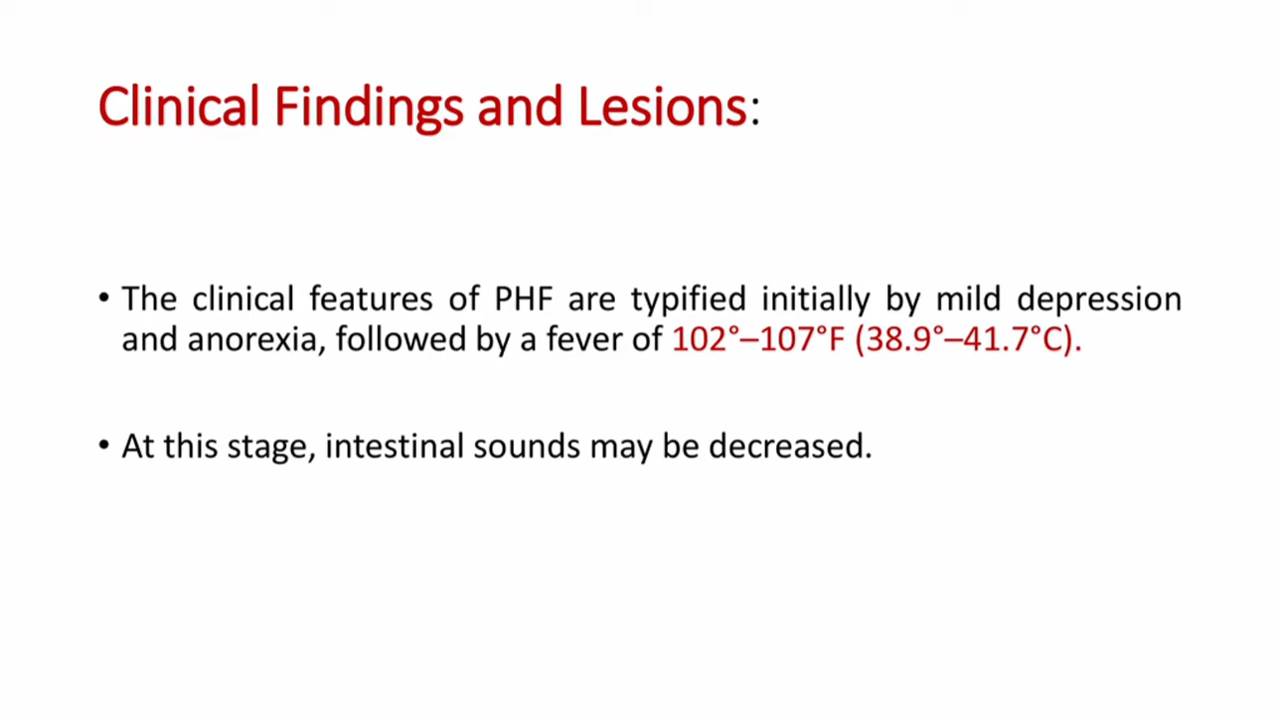 Clinical Findings and Lesions:
• The clinical features of PHF are typified initially by mild depression
and anorexia, followed by a fever of 102°–107°F (38.9°–41.7°C).
• At this stage, intestinal sounds may be decreased.